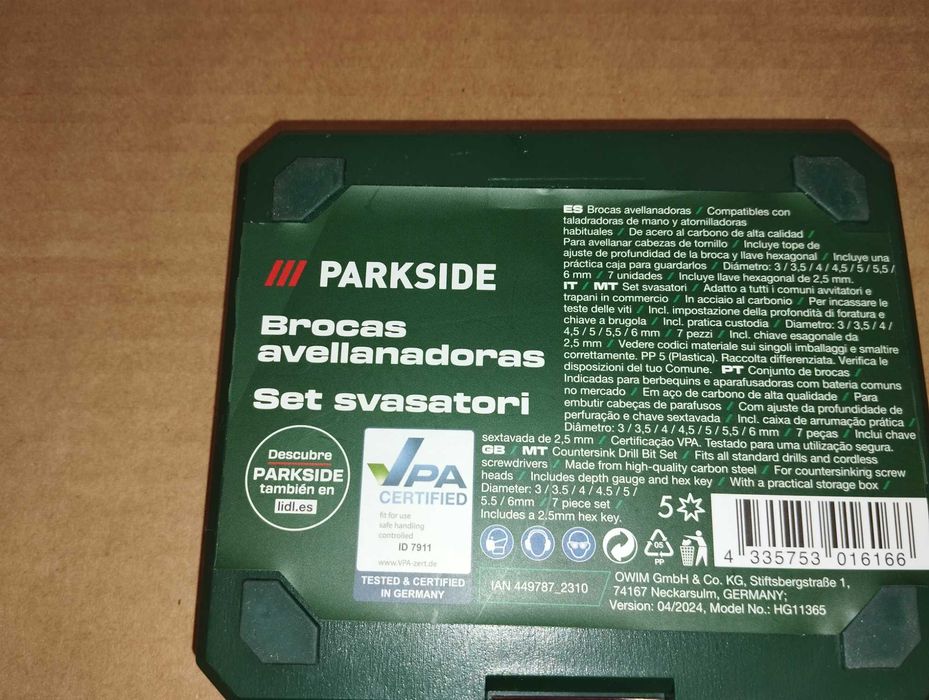 PARKSIDE
Brocas
avellanadoras
Set svasatori
Descubre
PARKSIDE
también en
lidl.es
VPA
CERTIFIED
fit for use
safe handling
controlled
ID 7911
www.VPA-zert.de
TESTED & CERTIFIED
IN GERMANY
ES Brocas avellanadoras / Compatibles con
taladradoras de mano y atornilladoras
habituales / De acero al carbono de alta calidad /
Para avellanar cabezas de tornillo / Incluye tope de
ajuste de profundidad de la broca y llave hexagonal / Incluye una
práctica caja para guardarlos / Diámetro: 3 / 3,5 / 4 / 4,5 / 5 / 5,5 /
6 mm / 7 unidades / Incluye llave hexagonal de 2,5 mm.
IT / MT Set svasatori / Adatto a tutti i comuni avvitatori e
trapani in commercio / In acciaio al carbonio / Per incassare le
teste delle viti / Incl. impostazione della profondità di foratura e
chiave a brugola / Incl. pratica custodia / Diametro: 3 / 3,5 / 4 /
4,5 / 5 / 5,5 / 6 mm / 7 pezzi / Incl. chiave esagonale da
2,5 mm / Vedere codici materiale sui singoli imballaggi e smaltire
correttamente. PP 5 (Plastica). Raccolta differenziata. Verifica le
disposizioni del tuo Comune. PT Conjunto de brocas /
Indicadas para berbequins e aparafusadoras com bateria comuns
no mercado / Em aço de carbono de alta qualidade / Para
embutir cabeças de parafusos / Com ajuste da profundidade de
perfuração e chave sextavada / Incl. caixa de arrumação prática /
Diâmetro: 3 / 3,5 / 4 / 4,5 / 5 / 5,5 / 6 mm / 7 peças / Inclui chave
sextavada de 2,5 mm / Certificação VPA. Testado para uma utilização segura.
GB / MT Countersink Drill Bit Set / Fits all standard drills and cordless
screwdrivers / Made from high-quality carbon steel / For countersinking screw
heads / Includes depth gauge and hex key / With a practical storage box /
Diameter: 3 / 3.5 / 4 / 4.5 / 5 /
5.5 / 6mm / 7 piece set /
Includes a 2.5mm hex key.
5
05
PP
4 335753 016166
IAN 449787_2310
OWIM GmbH & Co. KG, Stiftsbergstraße 1,
74167 Neckarsulm, GERMANY;
Version: 04/2024, Model No.: HG11365